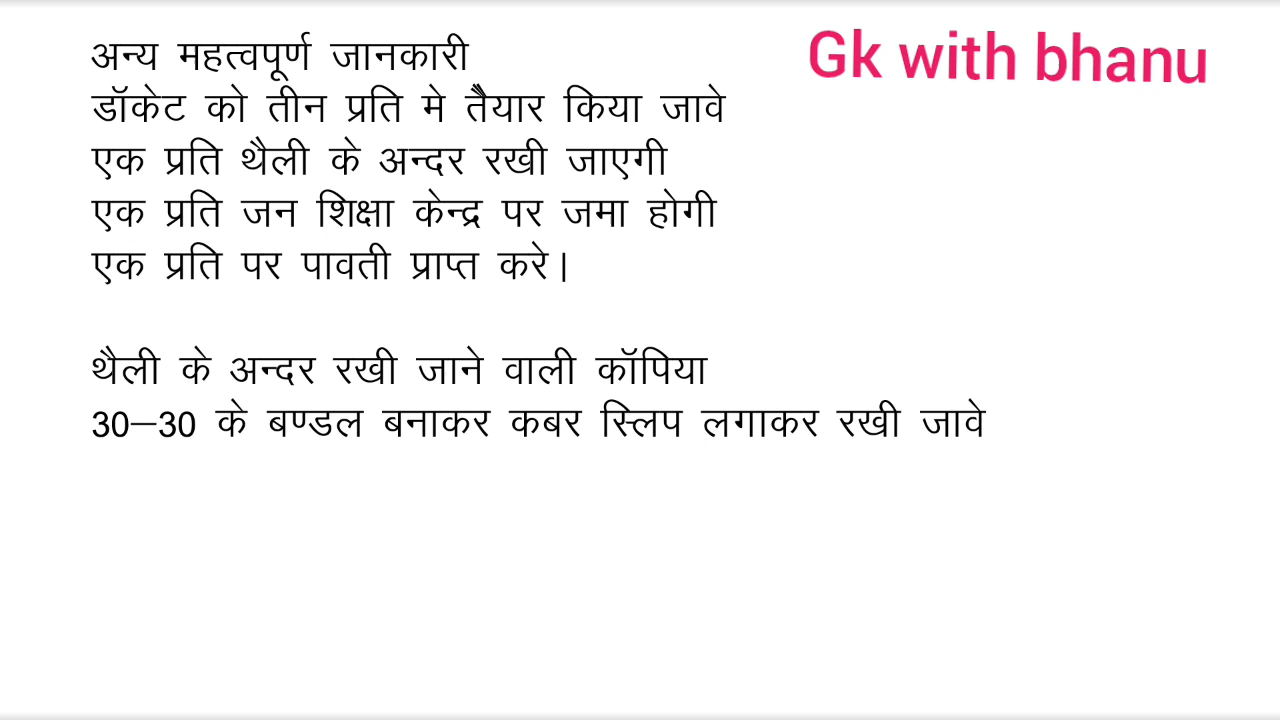 अन्य महत्वपूर्ण जानकारी
Gk with bhanu
डॉकेट को तीन प्रति मे तैयार किया जावे
एक प्रति थैली के अन्दर रखी जाएगी
एक प्रति जन शिक्षा केन्द्र पर जमा होगी
एक प्रति पर पावती प्राप्त करे।
थैली के अन्दर रखी जाने वाली कॉपिया
30–30 के बण्डल बनाकर कबर स्लिप लगाकर रखी जावे